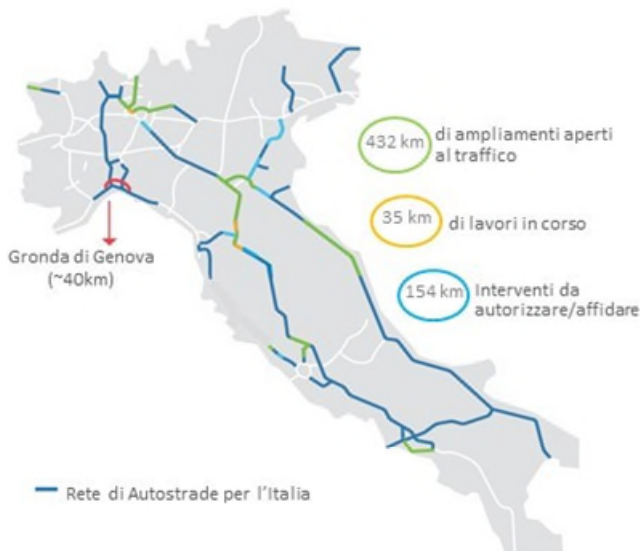 432 km
di ampliamenti aperti
al traffico
35 km
di lavori in corso
Gronda di Genova
(~40km)
154 km
Interventi da
autorizzare/affidare
Rete di Autostrade per l'Italia